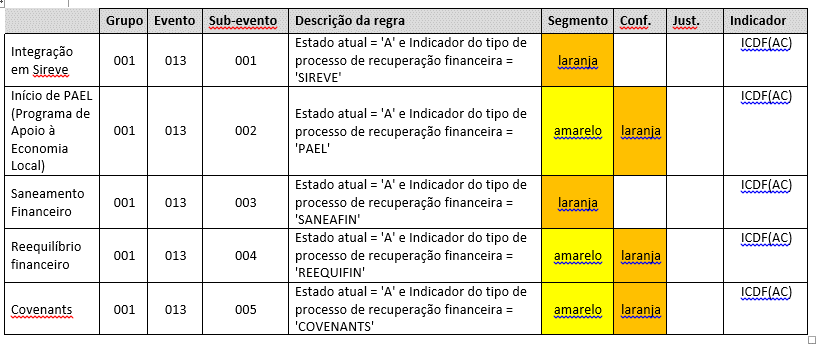 Grupo Evento Sub-evento Descrição da regra Segmento Conf. Just. Indicador
Integração
em Sireve
001 013 001
Estado atual = 'A' e Indicador do tipo de
processo de recuperação financeira =
'SIREVE'
laranja
ICDF(AC)
Início de PAEL
(Programa de
Apoio à
Economia
Local)
001 013 002
Estado atual = 'A' e Indicador do tipo de
processo de recuperação financeira =
'PAEL'
amarelo laranja
ICDF(AC)
Saneamento
Financeiro
001 013 003
Estado atual = 'A' e Indicador do tipo de
processo de recuperação financeira =
'SANEAFIN'
laranja
ICDF(AC)
Reequilíbrio
financeiro
001 013 004
Estado atual = 'A' e Indicador do tipo de
processo de recuperação financeira =
'REEQUIFIN'
amarelo laranja
ICDF(AC)
Covenants
001 013 005
Estado atual = 'A' e Indicador do tipo de
processo de recuperação financeira =
'COVENANTS'
amarelo laranja
ICDF(AC)